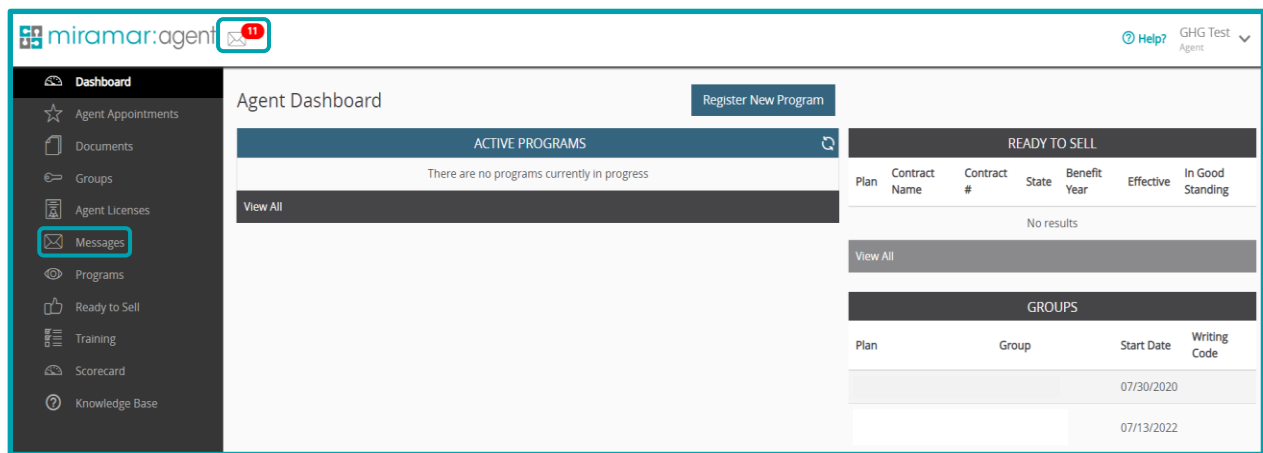 miramar:agent 11
Help? GHG Test
Agent
Dashboard
Agent Appointments
Documents
Groups
Agent Licenses
Messages
Programs
Ready to Sell
Training
Scorecard
Knowledge Base
Agent Dashboard
Register New Program
ACTIVE PROGRAMS
There are no programs currently in progress
View All
READY TO SELL
Plan Contract Name Contract # State Benefit Year Effective In Good Standing
No results
View All
GROUPS
Plan Group Start Date Writing Code
07/30/2020
07/13/2022